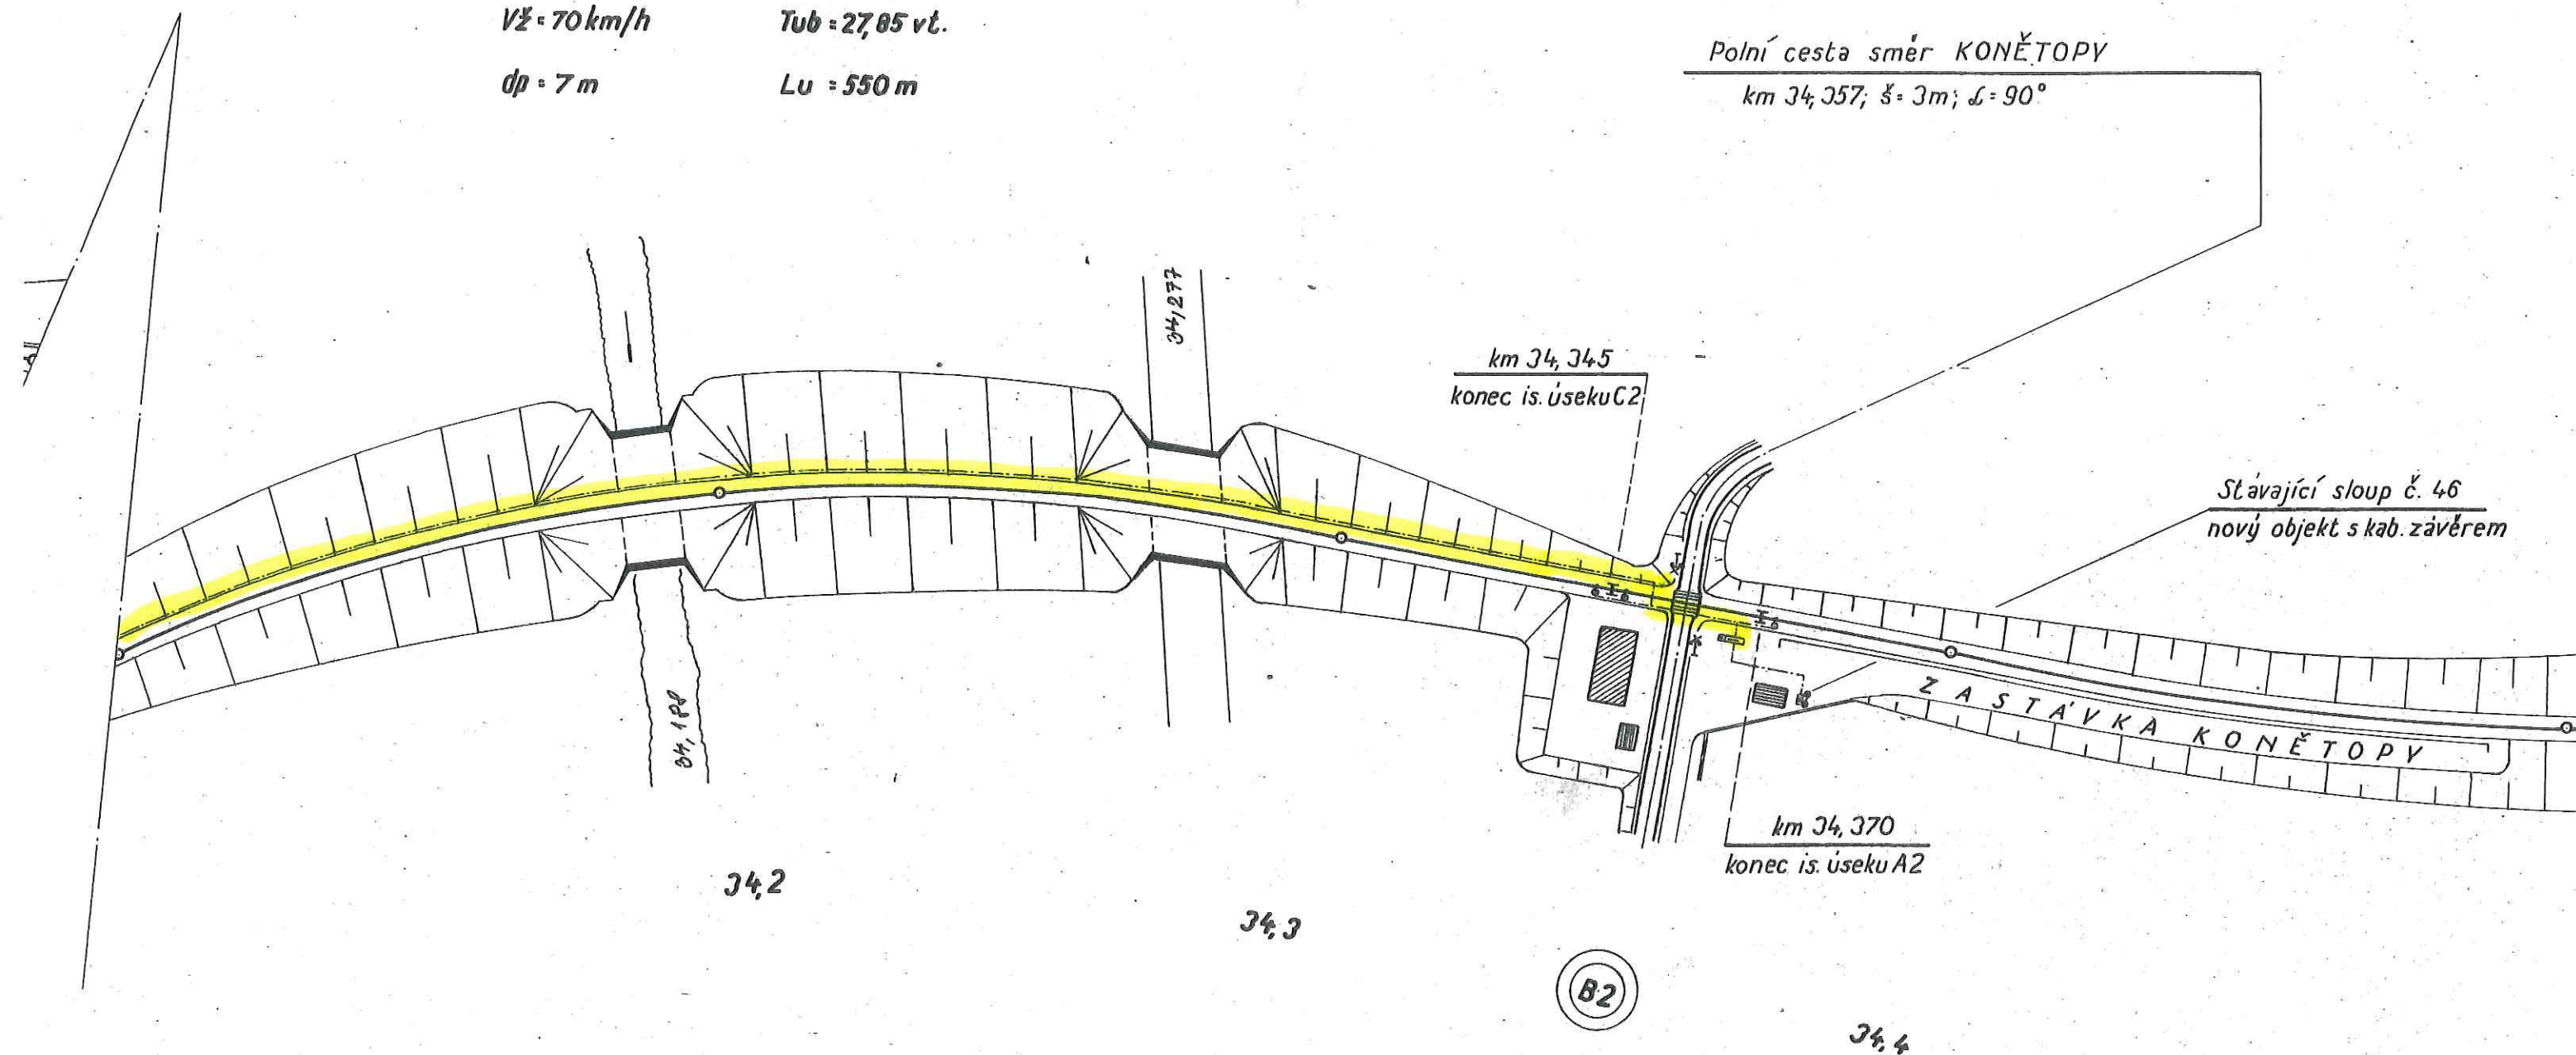 Vž = 70 km/h
Tub = 27,85 vt.
dp = 7 m
Lu = 550 m
Polní cesta směr KONĚTOPY
km 34,357; š = 3m; α = 90°
34,277
km 34,345
konec is. úseku C2
Stávající sloup č. 46
nový objekt s kab. závěrem
34,188
ZASTÁVKA KONĚTOPY
km 34,370
konec is. úseku A2
34,2
34,3
B2
34,4